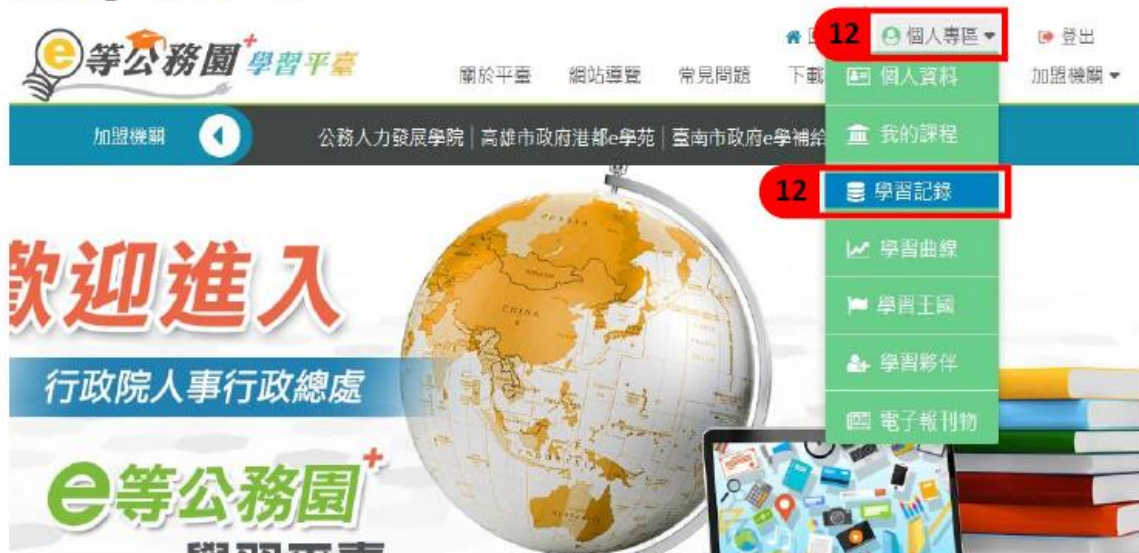 e等公務園+學習平臺
12 個人專區 登出
關於平臺 網站導覽 常見問題 下載 個人資料 加盟機關
加盟機關 公務人力發展學院 | 高雄市政府港都e學苑 | 臺南市政府e學補給 我的課程
12 學習記錄
學習曲線
歡迎進入
CHINA
學習王國
行政院人事行政總處
學習夥伴
電子報刊物
e等公務園+
學習平臺